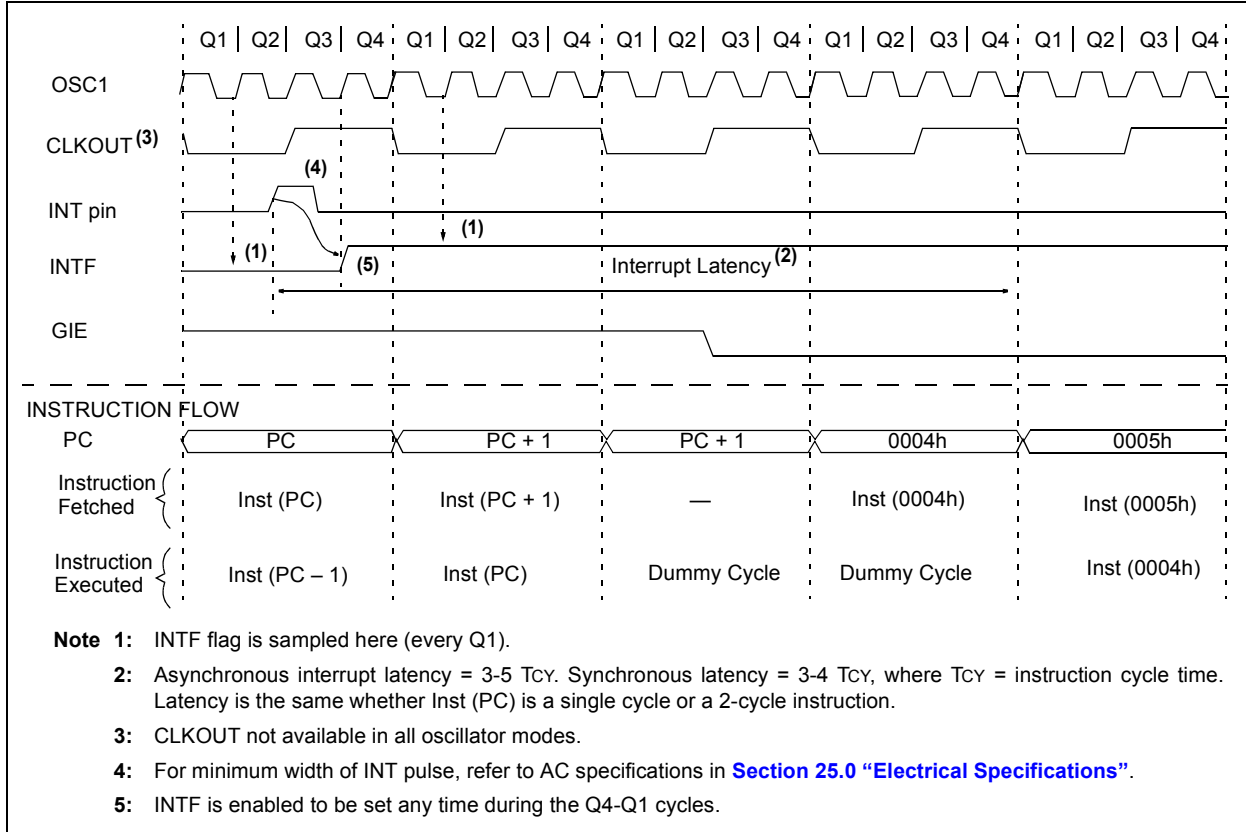 Q1 | Q2 | Q3 | Q4 Q1 | Q2 | Q3 | Q4 Q1 | Q2 | Q3 | Q4 Q1 | Q2 | Q3 | Q4 Q1 | Q2 | Q3 | Q4
OSC1
CLKOUT (3)
(4)
INT pin
(1)
(1)
INTF
(5)
Interrupt Latency (2)
GIE
INSTRUCTION FLOW
PC PC PC + 1 PC + 1 0004h 0005h
Instruction
Fetched
Inst (PC) Inst (PC + 1) — Inst (0004h) Inst (0005h)
Instruction
Executed
Inst (PC – 1) Inst (PC) Dummy Cycle Dummy Cycle Inst (0004h)
Note 1: INTF flag is sampled here (every Q1).
2: Asynchronous interrupt latency = 3-5 TCY. Synchronous latency = 3-4 TCY, where TCY = instruction cycle time.
Latency is the same whether Inst (PC) is a single cycle or a 2-cycle instruction.
3: CLKOUT not available in all oscillator modes.
4: For minimum width of INT pulse, refer to AC specifications in Section 25.0 “Electrical Specifications”.
5: INTF is enabled to be set any time during the Q4-Q1 cycles.